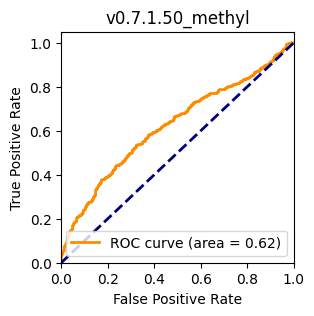 v0.7.1.50_methyl
True Positive Rate
1.0
0.8
0.6
0.4
0.2
0.0
ROC curve (area = 0.62)
0.0 0.2 0.4 0.6 0.8 1.0
False Positive Rate